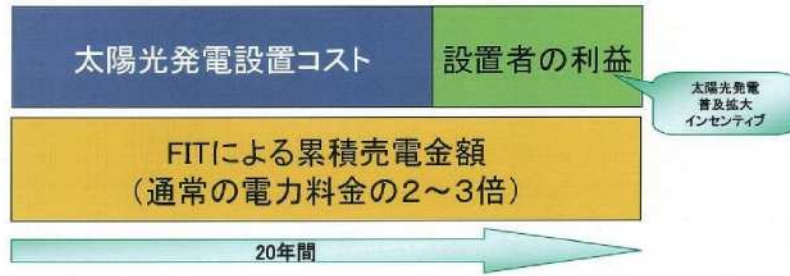 太陽光発電設置コスト
設置者の利益
太陽光発電
普及拡大
インセンティブ
FITによる累積売電金額
（通常の電力料金の2～3倍）
20年間